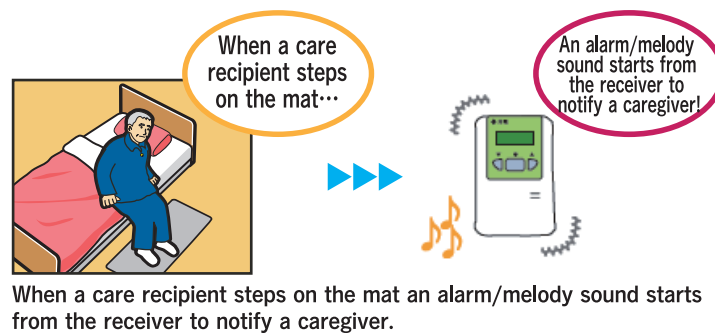 When a care
recipient steps
on the mat…
An alarm/melody
sound starts from
the receiver to
notify a caregiver!
When a care recipient steps on the mat an alarm/melody sound starts
from the receiver to notify a caregiver.